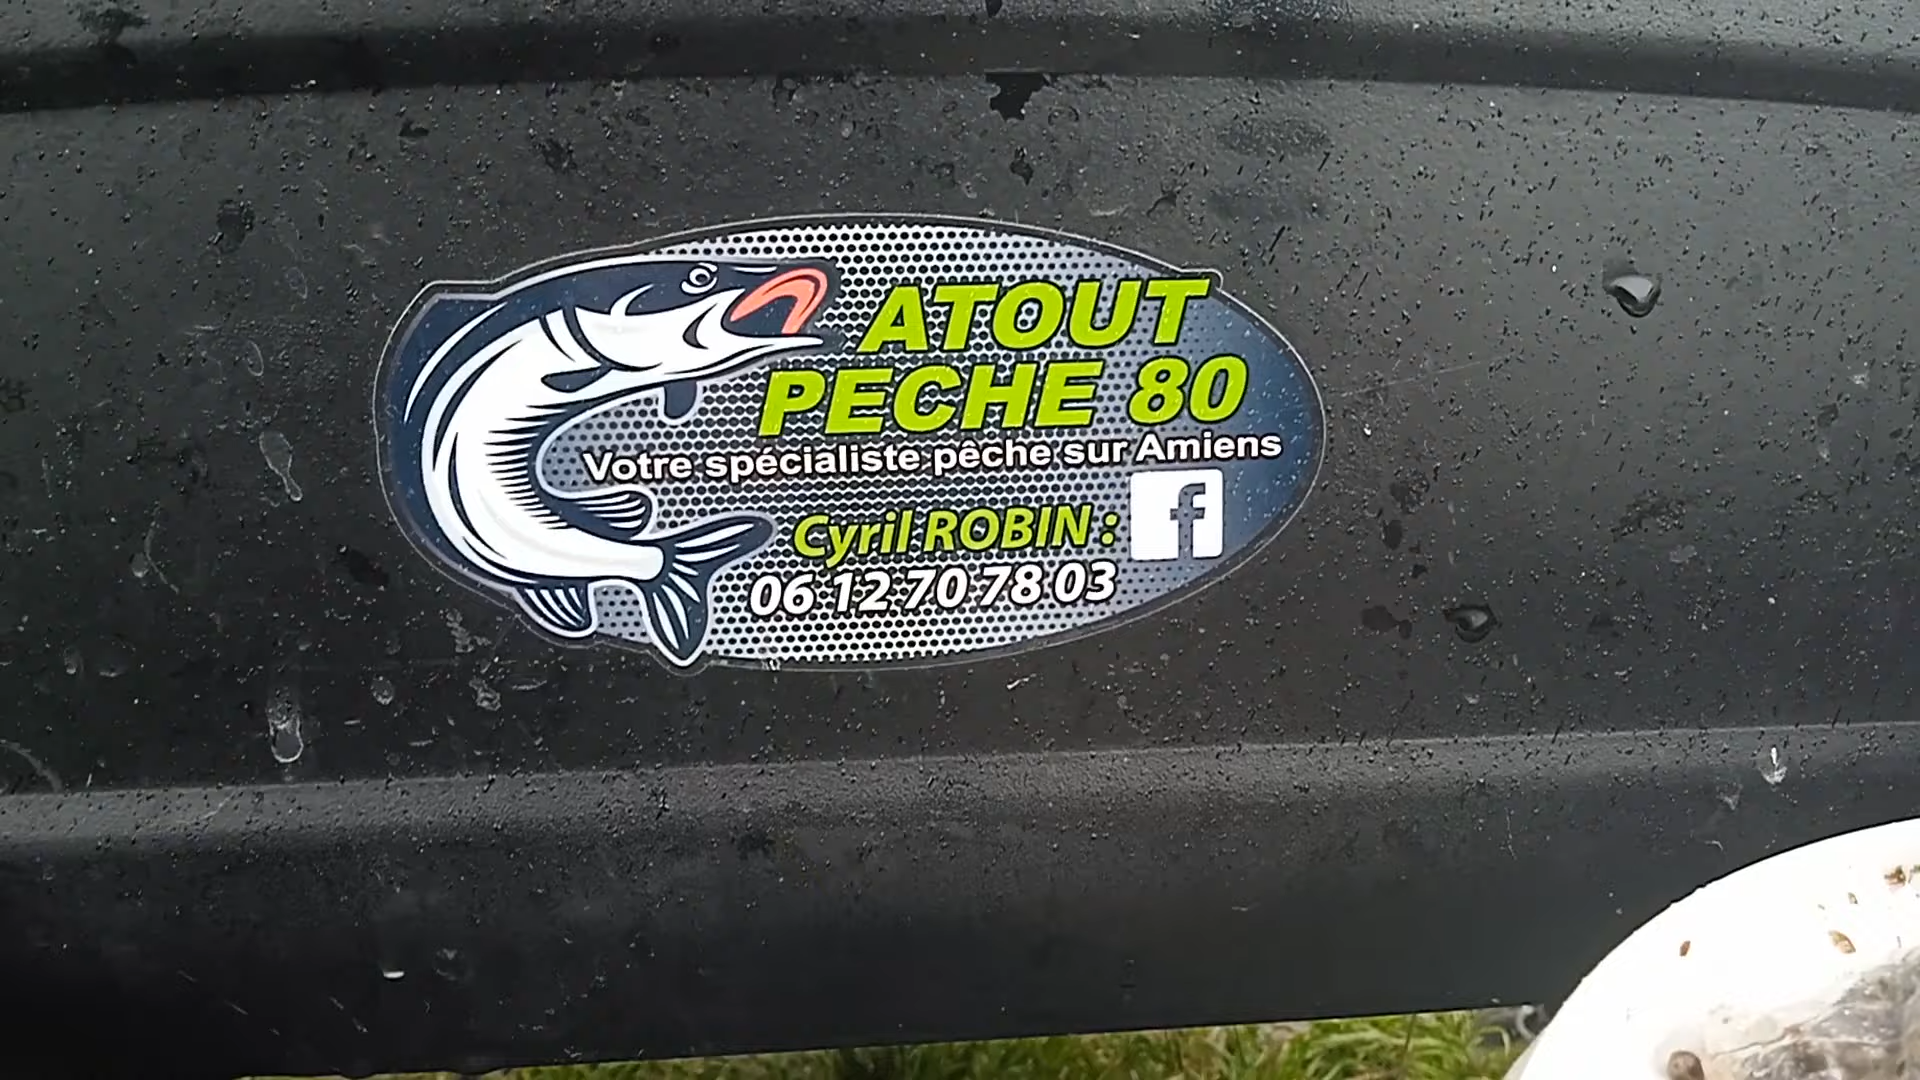 ATOUT
PECHE 80
Votre spécialiste pêche sur Amiens
Cyril ROBIN : f
06 12 70 78 03